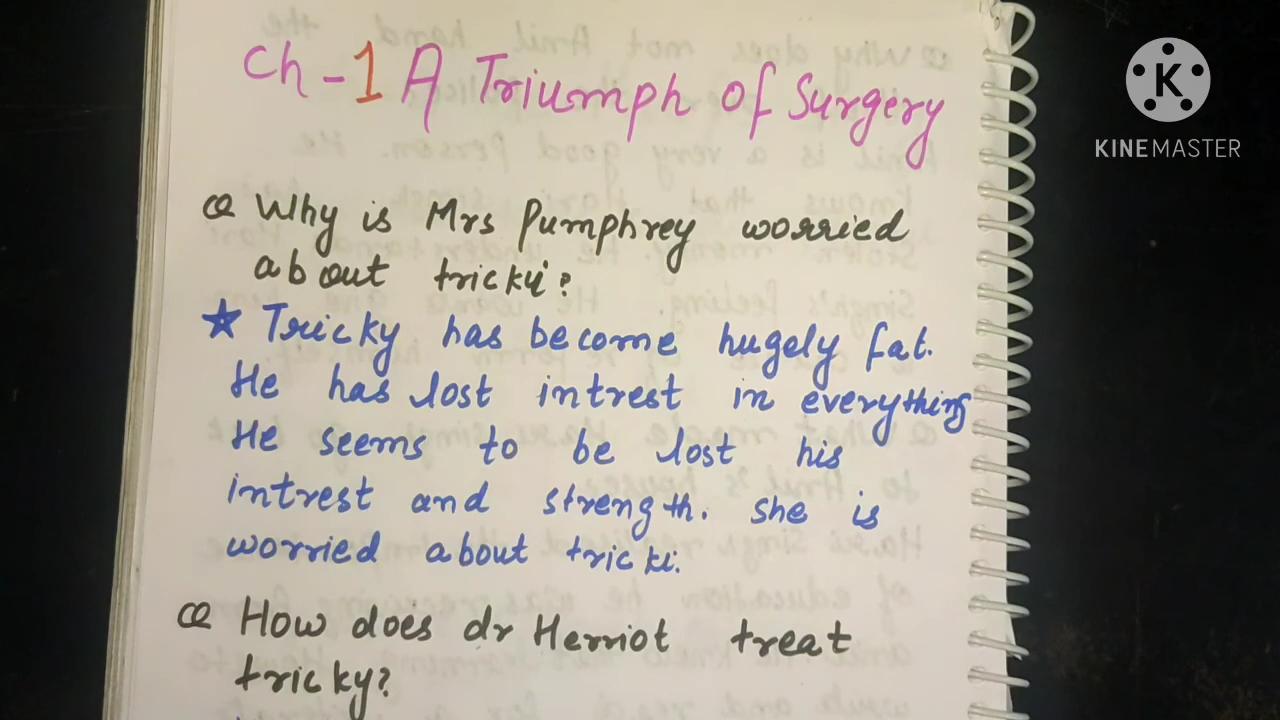 Ch-1 A Triumph of Surgery
Q Why is Mrs Pumphrey worried
about tricki?
★ Tricky has become hugely fat.
He has lost intrest in everything
He seems to be lost his
intrest and strength. she is
worried about tricki.
Q How does dr Herriot treat
tricky?
K
KINEMASTER